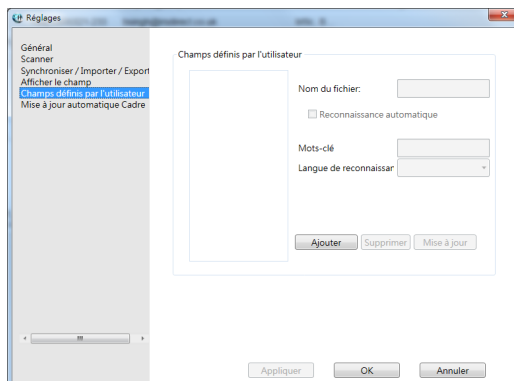 Réglages
Général
Scanner
Synchroniser / Importer / Export
Afficher le champ
Champs définis par l'utilisateur
Mise à jour automatique Cadre
Champs définis par l'utilisateur
Nom du fichier:
Reconnaissance automatique
Mots-clé
Langue de reconnaissar
Ajouter Supprimer Mise à jour
Appliquer OK Annuler